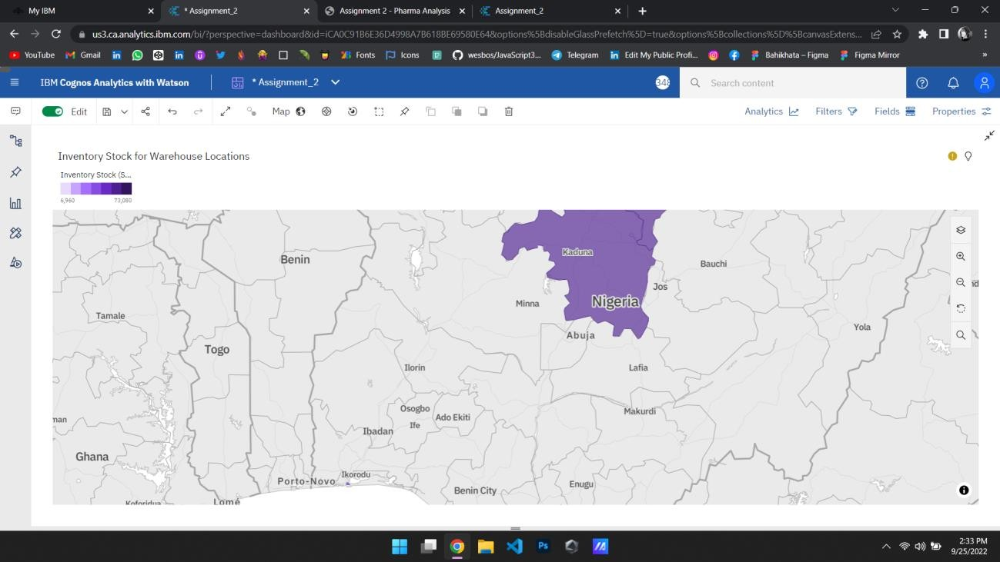 My IBM
* Assignment_2
Assignment 2 - Pharma Analysis
Assignment_2
us3.ca.analytics.ibm.com/bi/?perspective=dashboard&id=iCA0C91B6E36D4998A7B618BE69580E64&options%5BdisableGlassPrefetch%5D=true&options%5Bcollections%5D%5BcanvasExtens...
YouTube
Gmail
Fonts
Icons
wesbos/JavaScript3...
Telegram
Edit My Public Profi...
Bahikhata – Figma
Figma Mirror
»
IBM Cognos Analytics with Watson
* Assignment_2
Search content
Edit
Map
Analytics
Filters
Fields
Properties
Inventory Stock for Warehouse Locations
Inventory Stock (S...
6,960
73,080
Kaduna
Benin
Bauchi
Jos
Minna
Nigeria
Tamale
Yola
Abuja
Togo
Ilorin
Lafia
Osogbo
Makurdi
Ado Ekiti
man
Ife
Ibadan
Ghana
Ikorodu
Porto-Novo
Enugu
Benin City
Lomé
Koforidua
Ps
2:33 PM
9/25/2022